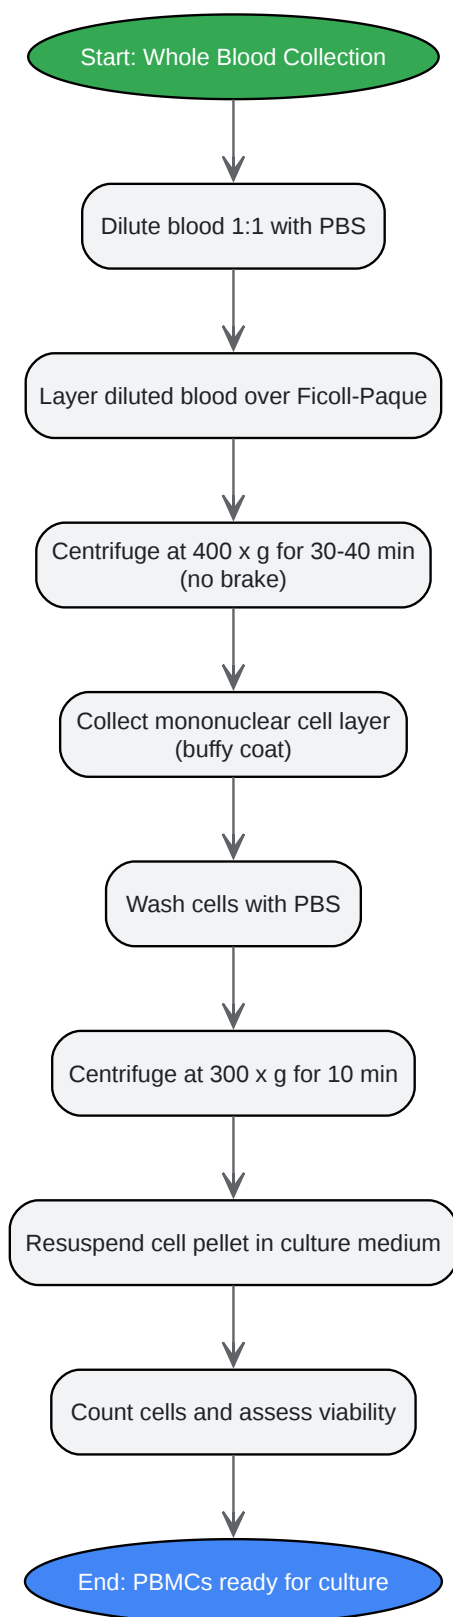 Start: Whole Blood Collection
Dilute blood 1:1 with PBS
Layer diluted blood over Ficoll-Paque
Centrifuge at 400 x g for 30-40 min
(no brake)
Collect mononuclear cell layer
(buffy coat)
Wash cells with PBS
Centrifuge at 300 x g for 10 min
Resuspend cell pellet in culture medium
Count cells and assess viability
End: PBMCs ready for culture